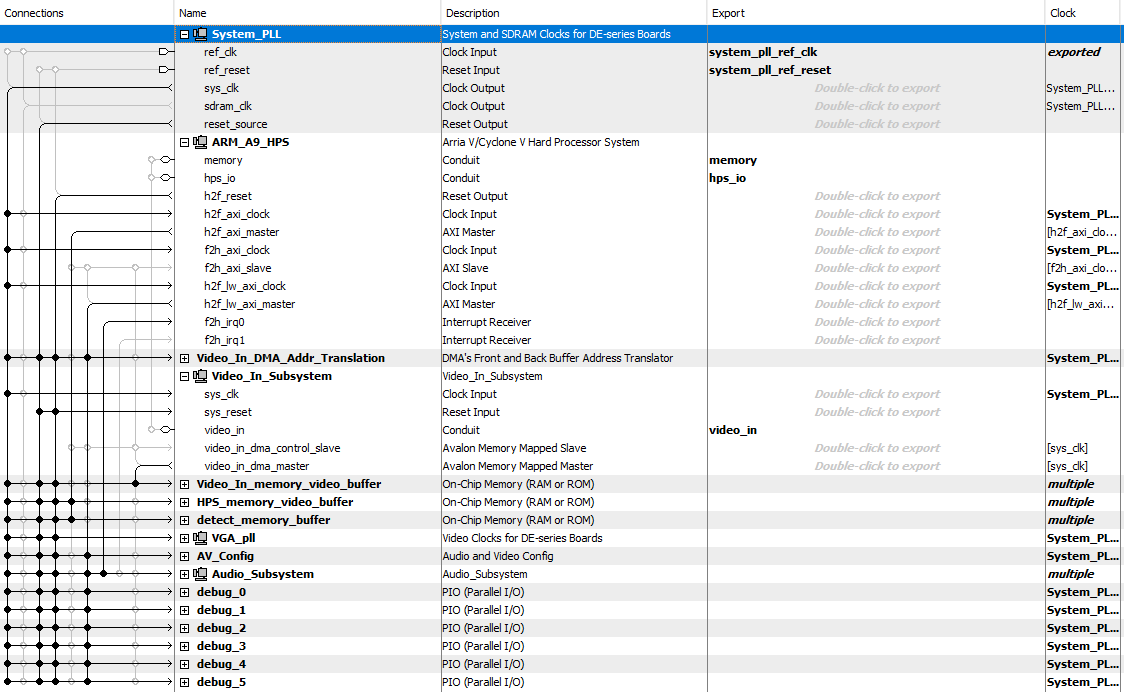 Connections Name Description Export Clock
System_PLL System and SDRAM Clocks for DE-series Boards
ref_clk Clock Input system_pll_ref_clk exported
ref_reset Reset Input system_pll_ref_reset
sys_clk Clock Output Double-click to export System_PLL...
sdram_clk Clock Output Double-click to export System_PLL...
reset_source Reset Output Double-click to export
ARM_A9_HPS Arria V/Cyclone V Hard Processor System
memory Conduit memory
hps_io Conduit hps_io
h2f_reset Reset Output Double-click to export
h2f_axi_clock Clock Input Double-click to export System_PL...
h2f_axi_master AXI Master Double-click to export [h2f_axi_clo...
f2h_axi_clock Clock Input Double-click to export System_PL...
f2h_axi_slave AXI Slave Double-click to export [f2h_axi_clo...
h2f_lw_axi_clock Clock Input Double-click to export System_PL...
h2f_lw_axi_master AXI Master Double-click to export [h2f_lw_axi...
f2h_irq0 Interrupt Receiver Double-click to export
f2h_irq1 Interrupt Receiver Double-click to export
Video_In_DMA_Addr_Translation DMA's Front and Back Buffer Address Translator System_PL...
Video_In_Subsystem Video_In_Subsystem
sys_clk Clock Input Double-click to export System_PL...
sys_reset Reset Input Double-click to export
video_in Conduit video_in
video_in_dma_control_slave Avalon Memory Mapped Slave Double-click to export [sys_clk]
video_in_dma_master Avalon Memory Mapped Master Double-click to export [sys_clk]
Video_In_memory_video_buffer On-Chip Memory (RAM or ROM) multiple
HPS_memory_video_buffer On-Chip Memory (RAM or ROM) multiple
detect_memory_buffer On-Chip Memory (RAM or ROM) multiple
VGA_pll Video Clocks for DE-series Boards System_PL...
AV_Config Audio and Video Config System_PL...
Audio_Subsystem Audio_Subsystem multiple
debug_0 PIO (Parallel I/O) System_PL...
debug_1 PIO (Parallel I/O) System_PL...
debug_2 PIO (Parallel I/O) System_PL...
debug_3 PIO (Parallel I/O) System_PL...
debug_4 PIO (Parallel I/O) System_PL...
debug_5 PIO (Parallel I/O) System_PL...